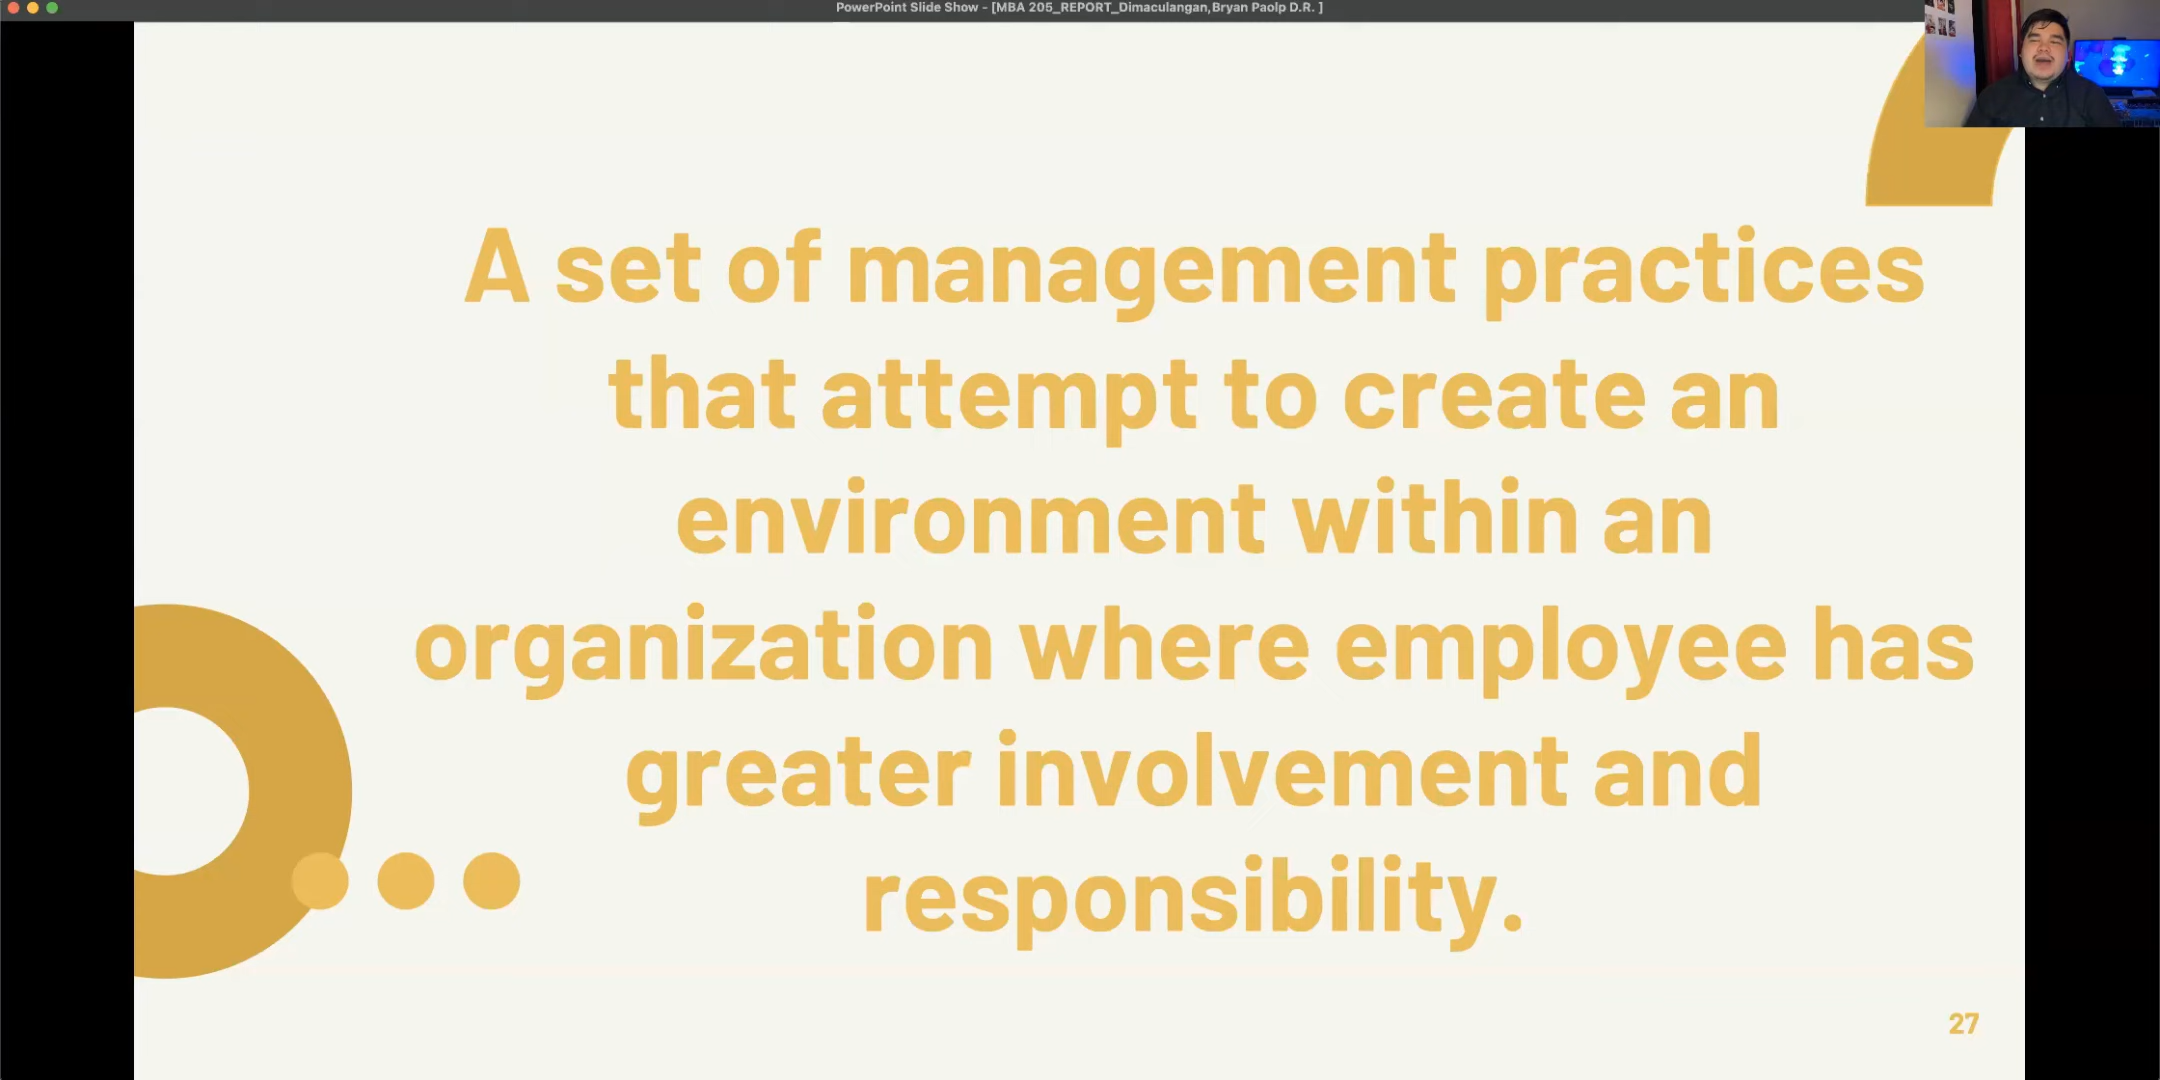 PowerPoint Slide Show - [MBA 205_REPORT_Dimaculangan,Bryan Paolp D.R. ]
A set of management practices
that attempt to create an
environment within an
organization where employee has
greater involvement and
responsibility.
27